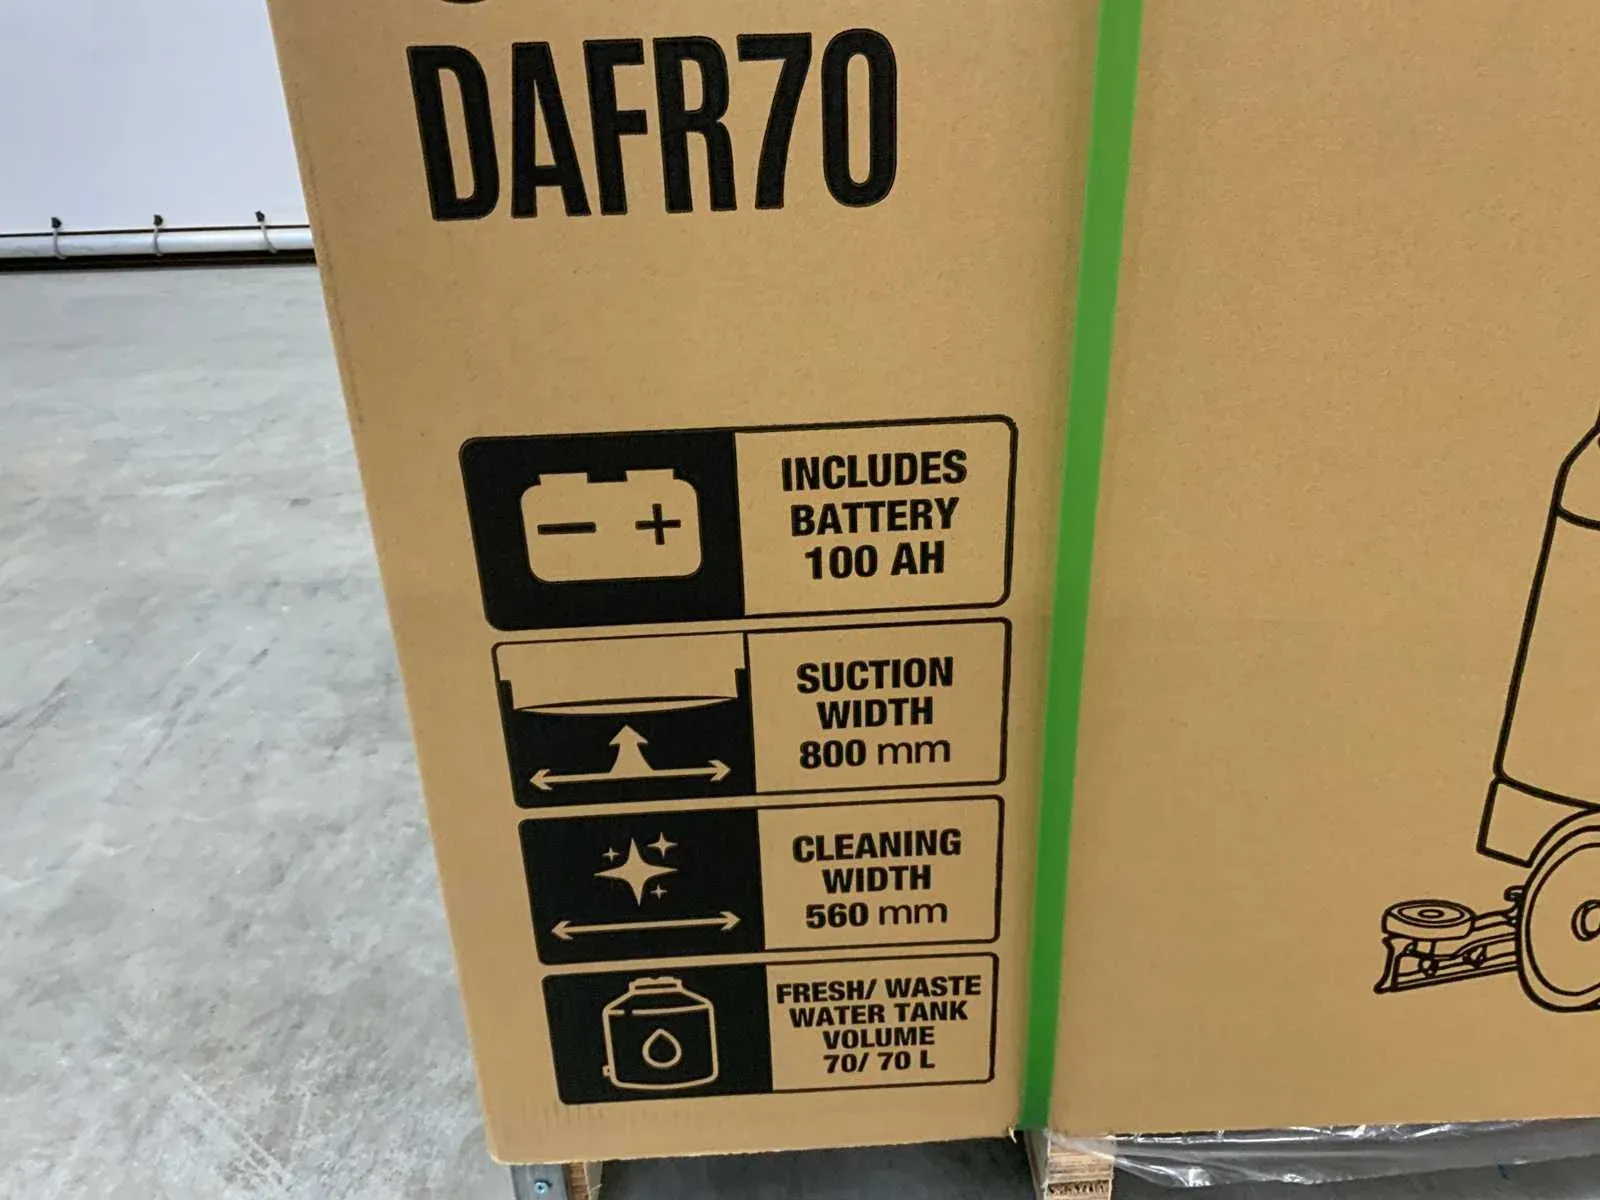 DAFR70
INCLUDES
BATTERY
100 AH
SUCTION
WIDTH
800 mm
CLEANING
WIDTH
560 mm
FRESH/ WASTE
WATER TANK
VOLUME
70/ 70 L